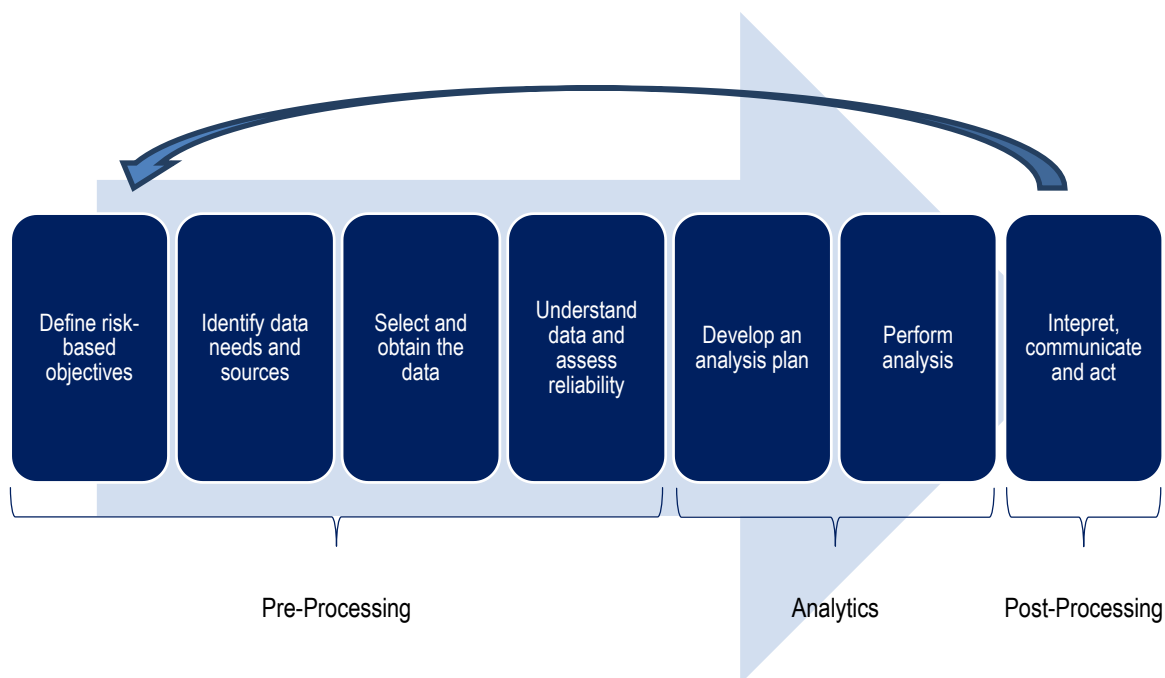 Define risk-
based
objectives
Identify data
needs and
sources
Select and
obtain the
data
Understand
data and
assess
reliability
Develop an
analysis plan
Perform
analysis
Intepret,
communicate
and act
Pre-Processing
Analytics
Post-Processing